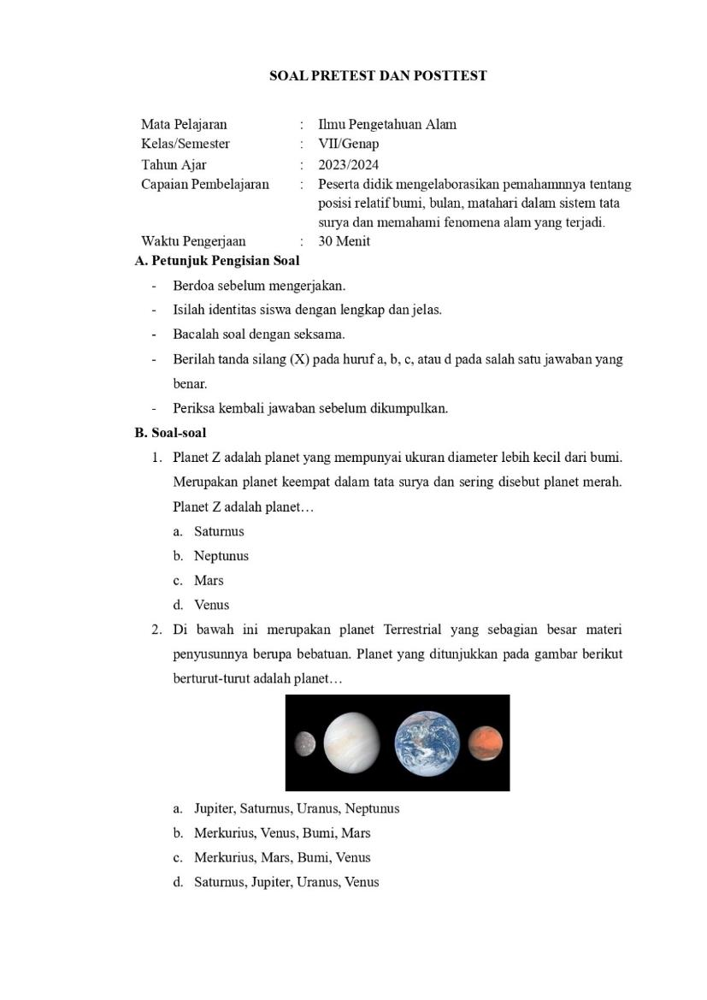 SOAL PRETEST DAN POSTTEST
Mata Pelajaran : Ilmu Pengetahuan Alam
Kelas/Semester : VII/Genap
Tahun Ajar : 2023/2024
Capaian Pembelajaran : Peserta didik mengelaborasikan pemahamnnya tentang
posisi relatif bumi, bulan, matahari dalam sistem tata
surya dan memahami fenomena alam yang terjadi.
Waktu Pengerjaan : 30 Menit
A. Petunjuk Pengisian Soal
- Berdoa sebelum mengerjakan.
- Isilah identitas siswa dengan lengkap dan jelas.
- Bacalah soal dengan seksama.
- Berilah tanda silang (X) pada huruf a, b, c, atau d pada salah satu jawaban yang
benar.
- Periksa kembali jawaban sebelum dikumpulkan.
B. Soal-soal
1. Planet Z adalah planet yang mempunyai ukuran diameter lebih kecil dari bumi.
Merupakan planet keempat dalam tata surya dan sering disebut planet merah.
Planet Z adalah planet…
a. Saturnus
b. Neptunus
c. Mars
d. Venus
2. Di bawah ini merupakan planet Terrestrial yang sebagian besar materi
penyusunnya berupa bebatuan. Planet yang ditunjukkan pada gambar berikut
berturut-turut adalah planet…
a. Jupiter, Saturnus, Uranus, Neptunus
b. Merkurius, Venus, Bumi, Mars
c. Merkurius, Mars, Bumi, Venus
d. Saturnus, Jupiter, Uranus, Venus